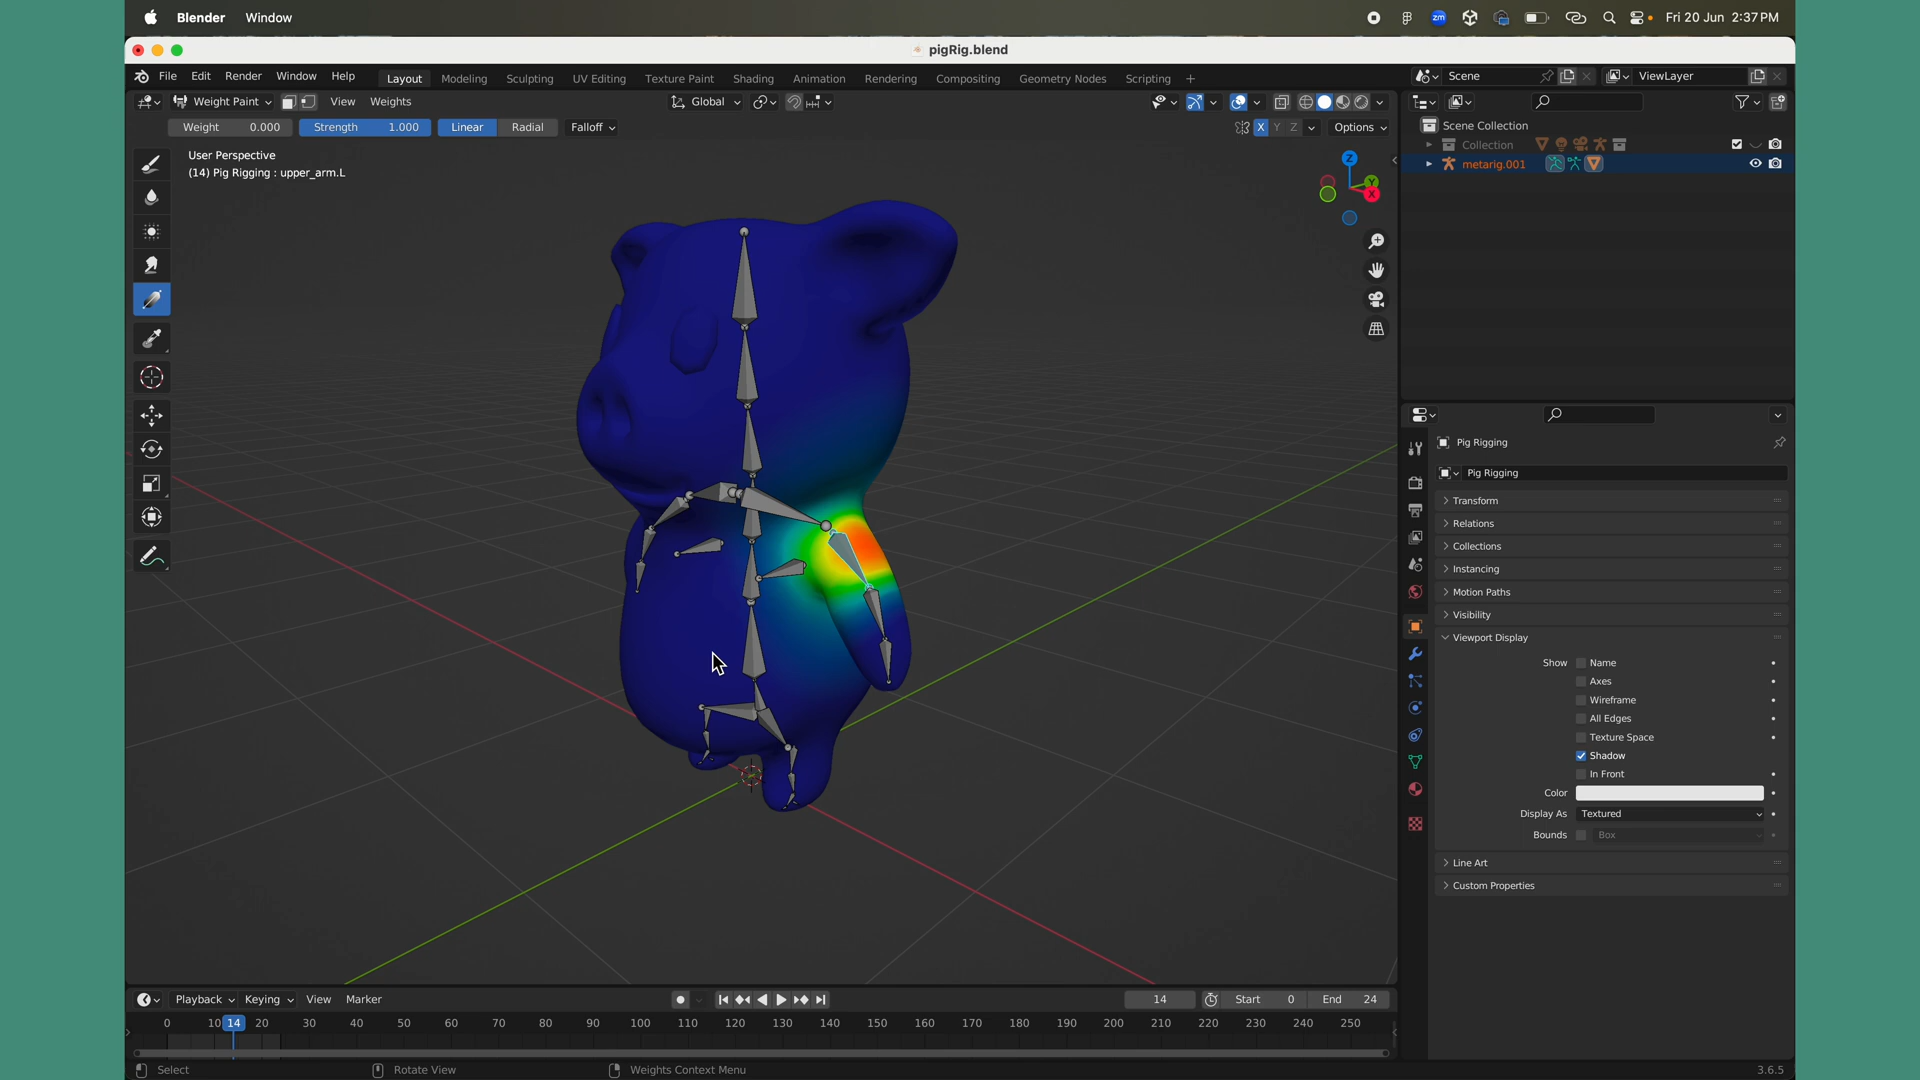 Blender Window
zm
Fri 20 Jun 2:37 PM
pigRig.blend
File Edit Render Window Help
Layout Modeling Sculpting UV Editing Texture Paint Shading Animation Rendering Compositing Geometry Nodes Scripting +
Scene
ViewLayer
Weight Paint View Weights
Global
Weight 0.000 Strength 1.000 Linear Radial Falloff
X Y Z Options
User Perspective
(14) Pig Rigging : upper_arm.L
Z
Y
X
Scene Collection
Collection
metarig.001
Pig Rigging
Pig Rigging
Transform
Relations
Collections
Instancing
Motion Paths
Visibility
Viewport Display
Show Name
Axes
Wireframe
All Edges
Texture Space
Shadow
In Front
Color
Display As Textured
Bounds Box
Line Art
Custom Properties
Playback Keying View Marker
14 Start 0 End 24
0 10 14 20 30 40 50 60 70 80 90 100 110 120 130 140 150 160 170 180 190 200 210 220 230 240 250
Select Rotate View Weights Context Menu 3.6.5